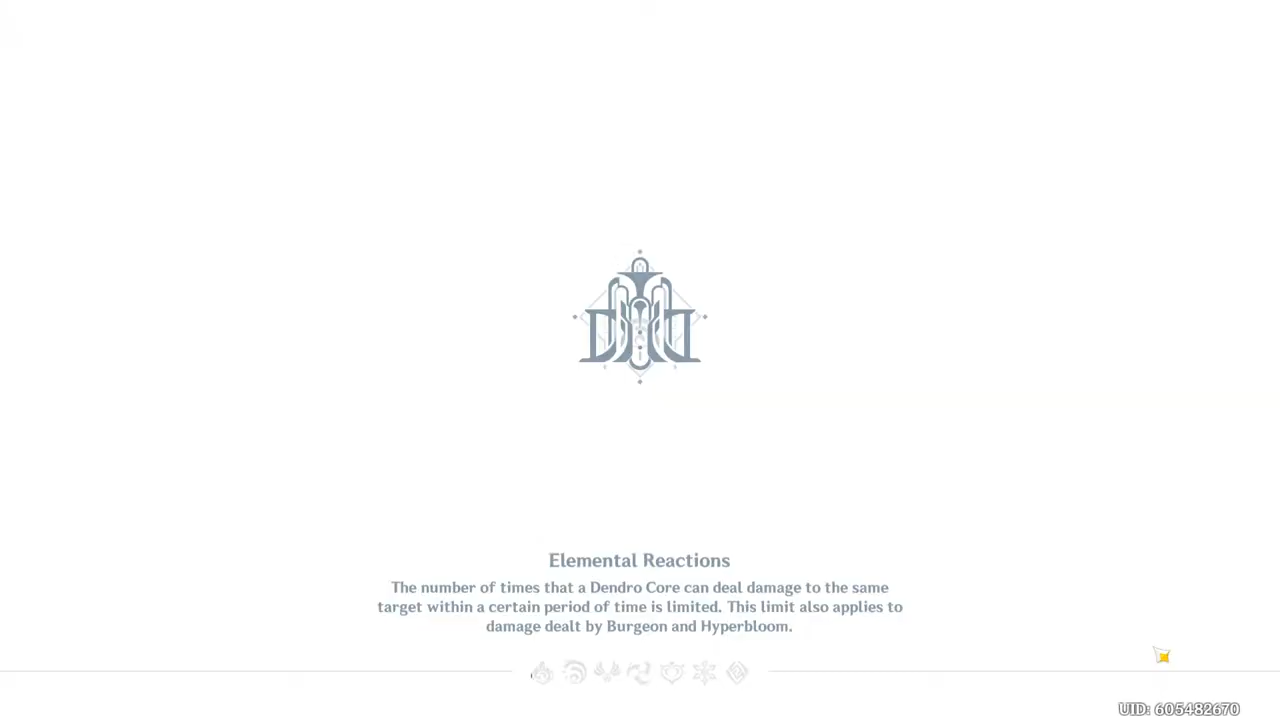 Elemental Reactions
The number of times that a Dendro Core can deal damage to the same
target within a certain period of time is limited. This limit also applies to
damage dealt by Burgeon and Hyperbloom.
UID: 605482670